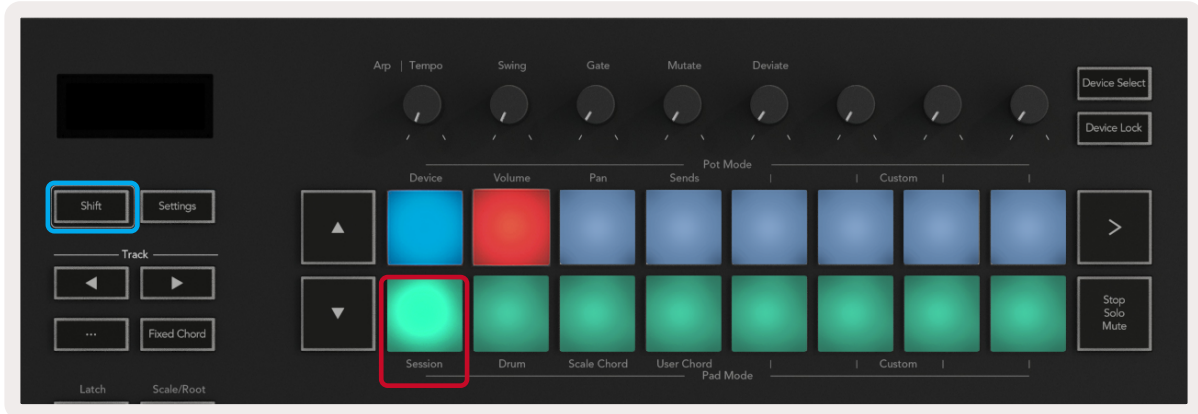 Arp | Tempo Swing Gate Mutate Deviate
Device Select
Device Lock
Pot Mode
Device Volume Pan Sends Custom
Shift Settings
Track
Fixed Chord
...
Stop
Solo
Mute
Session Drum Scale Chord User Chord Custom
Pad Mode
Latch Scale/Root